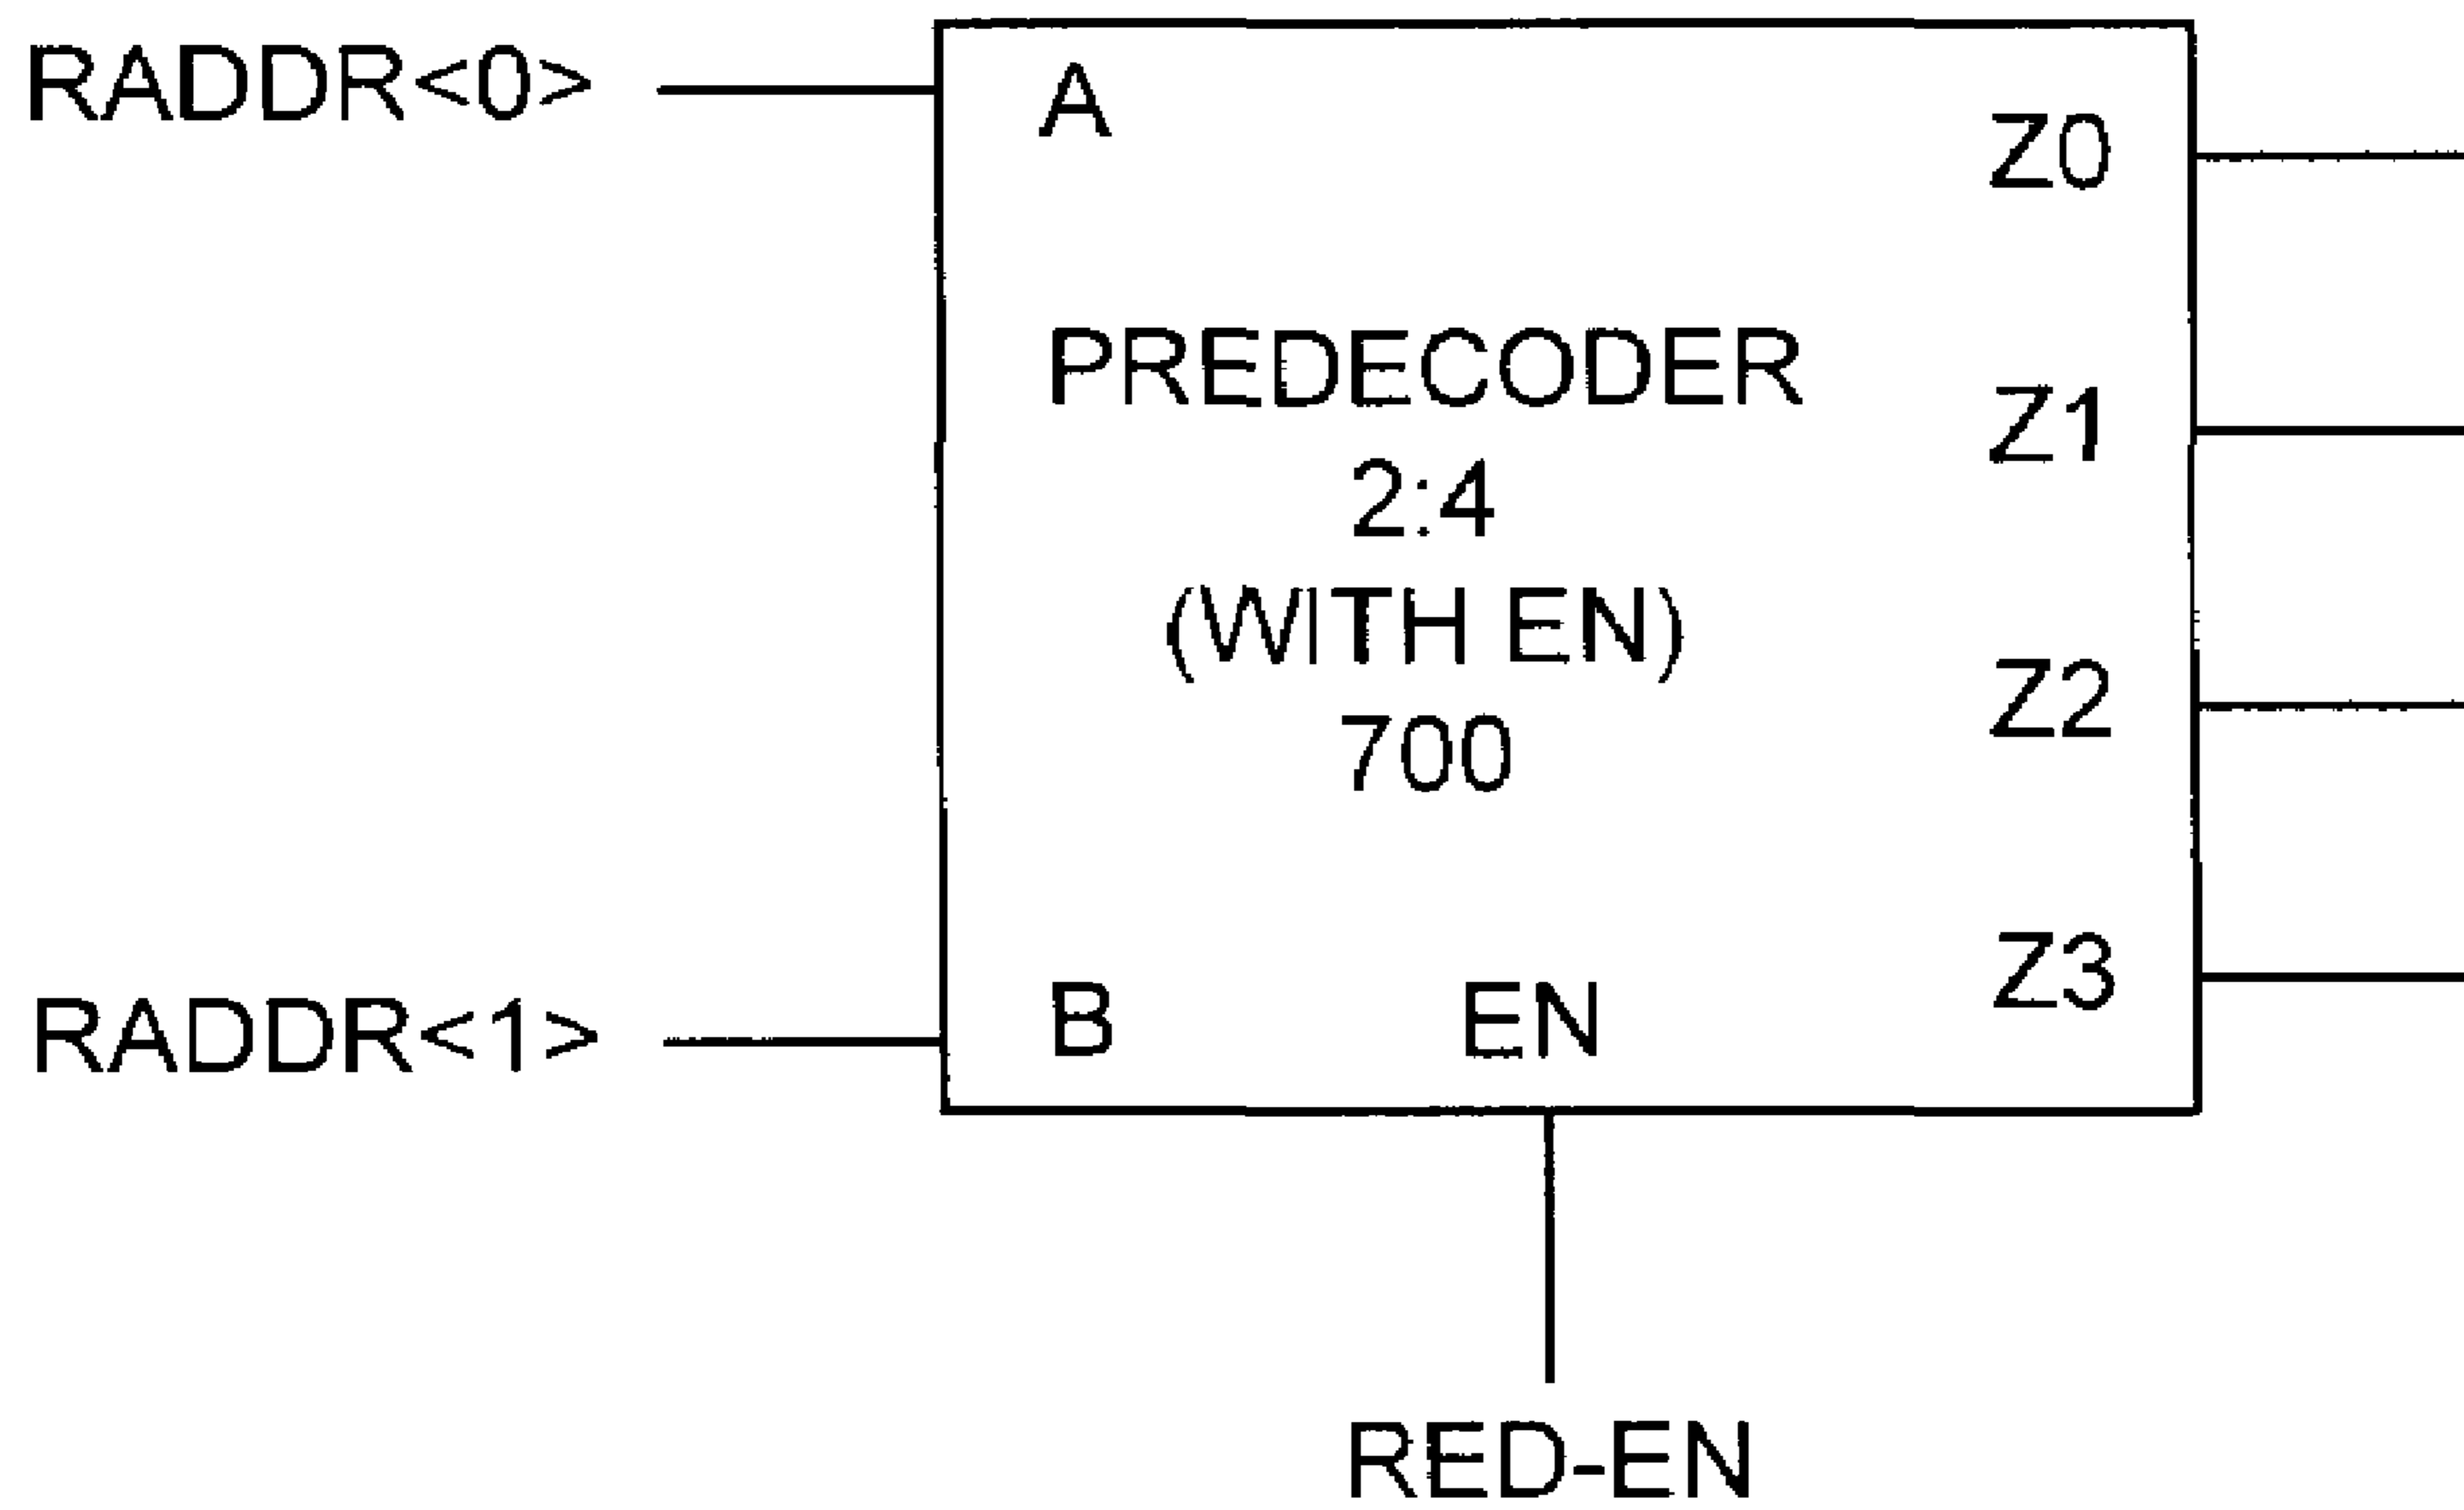 RADDR<0>
A
Z0
PREDECODER
2:4
(WITH EN)
700
Z1
Z2
Z3
RADDR<1>
B
EN
RED-EN